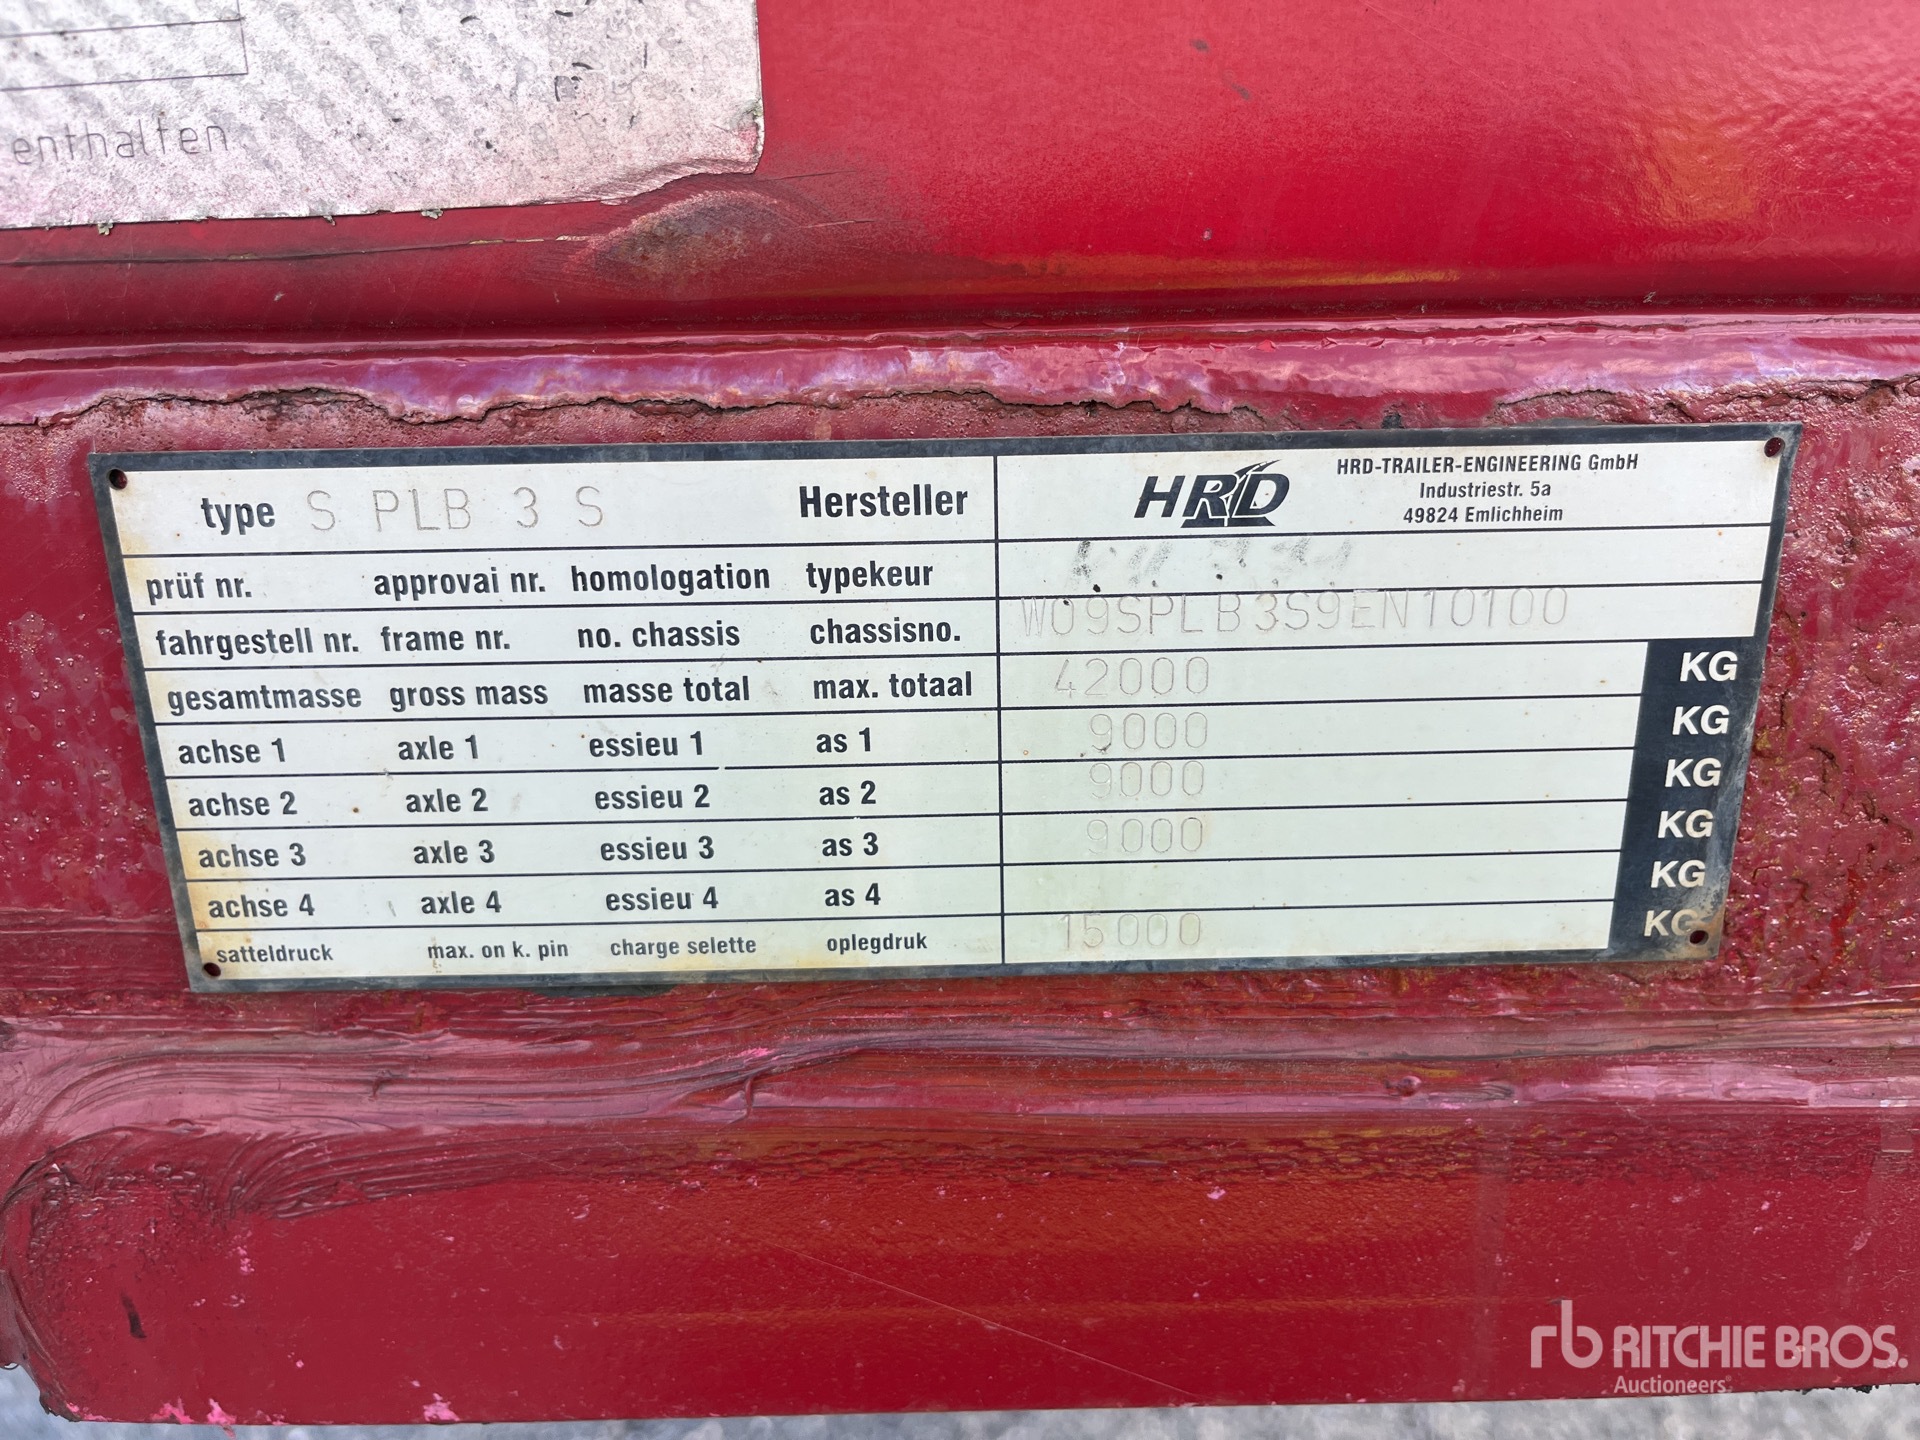 enthalten
type S PLB 3 S Hersteller HRD HRD-TRAILER-ENGINEERING GmbH
Industriestr. 5a
49824 Emlichheim
prüf nr. approvai nr. homologation typekeur
fahrgestell nr. frame nr. no. chassis chassisno. W09SPLB3S9EN10100
gesamtmasse gross mass masse total max. totaal 42000 KG
achse 1 axle 1 essieu 1 as 1 9000 KG
achse 2 axle 2 essieu 2 as 2 9000 KG
achse 3 axle 3 essieu 3 as 3 9000 KG
achse 4 axle 4 essieu 4 as 4 KG
satteldruck max. on k. pin charge selette oplegdruk 15000 KG
rb RITCHIE BROS.
Auctioneers